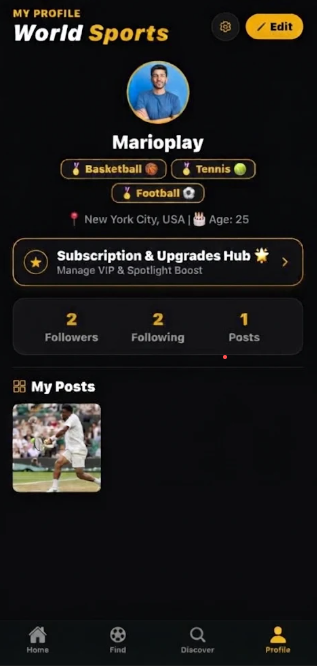 MY PROFILE
World Sports
Edit
Marioplay
🏅 Basketball 🏀
🏅 Tennis 🎾
🏅 Football ⚽
📍 New York City, USA | 🎂 Age: 25
Subscription & Upgrades Hub 🌟
Manage VIP & Spotlight Boost
2 2 1
Followers Following Posts
My Posts
Home Find Discover Profile